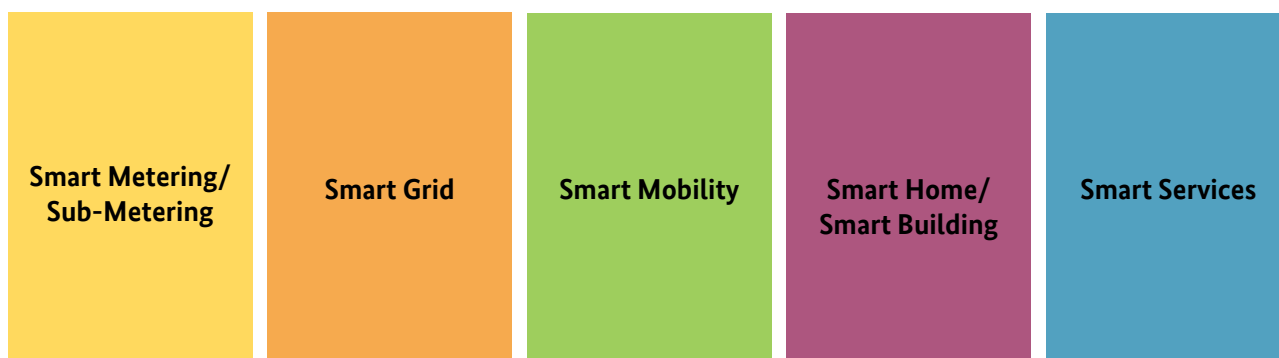 Smart Metering/
Sub-Metering
Smart Grid
Smart Mobility
Smart Home/
Smart Building
Smart Services